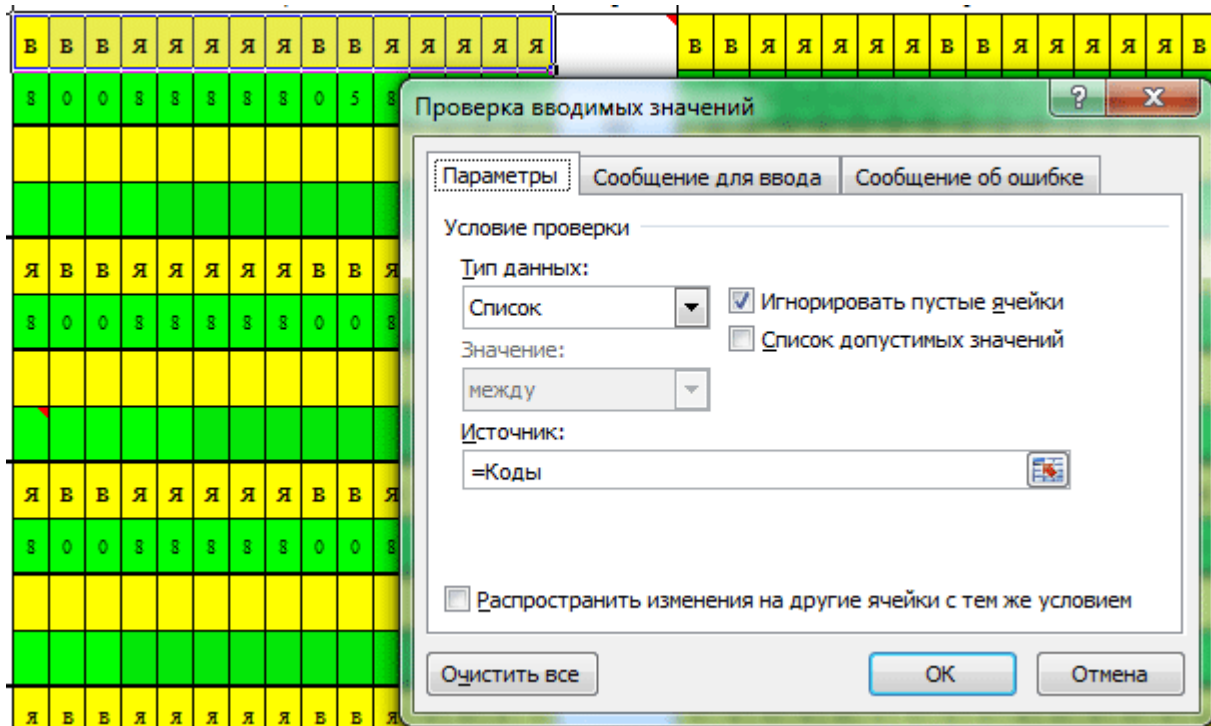 В В В Я Я Я Я Я В В Я Я Я Я Я В В Я Я Я Я Я В В Я Я Я Я Я В
8 0 0 8 8 8 8 8 0 5 8
Я В В Я Я Я Я Я В В Я
8 0 0 8 8 8 8 8 0 0 8
Я В В Я Я Я Я Я В В Я
8 0 0 8 8 8 8 8 0 0 8
Я В В Я Я Я Я Я В В Я
Проверка вводимых значений
Параметры Сообщение для ввода Сообщение об ошибке
Условие проверки
Тип данных:
Список Игнорировать пустые ячейки
Список допустимых значений
Значение:
между
Источник:
=Коды
Распространить изменения на другие ячейки с тем же условием
Очистить все ОК Отмена